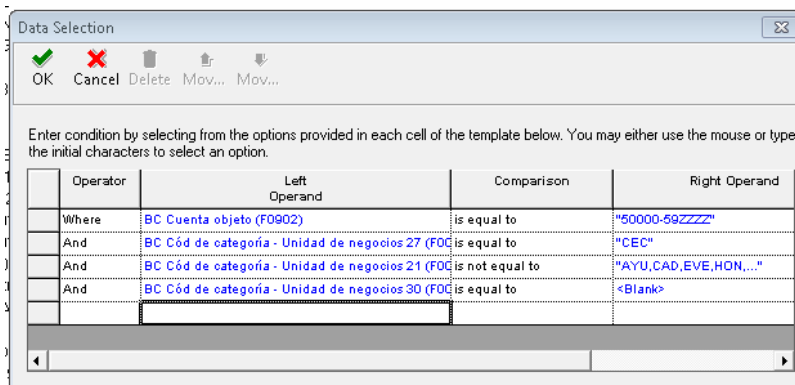 Data Selection
OK Cancel Delete Mov... Mov...
Enter condition by selecting from the options provided in each cell of the template below. You may either use the mouse or type
the initial characters to select an option.
Operator Left Operand Comparison Right Operand
Where BC Cuenta objeto (F0902) is equal to "50000-59ZZZZ"
And BC Cód de categoría - Unidad de negocios 27 (F00 is equal to "CEC"
And BC Cód de categoría - Unidad de negocios 21 (F00 is not equal to "AYU,CAD,EVE,HON,..."
And BC Cód de categoría - Unidad de negocios 30 (F00 is equal to <Blank>